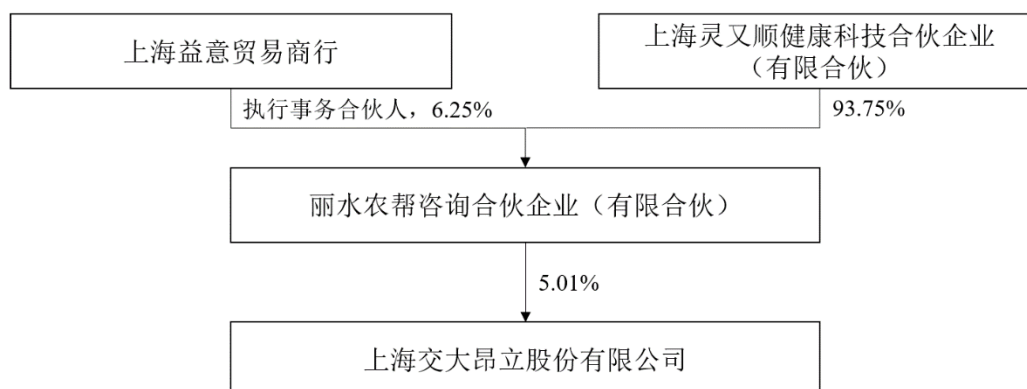 上海益意贸易商行
上海灵又顺健康科技合伙企业
（有限合伙）
执行事务合伙人，6.25%
93.75%
丽水农帮咨询合伙企业（有限合伙）
5.01%
上海交大昂立股份有限公司